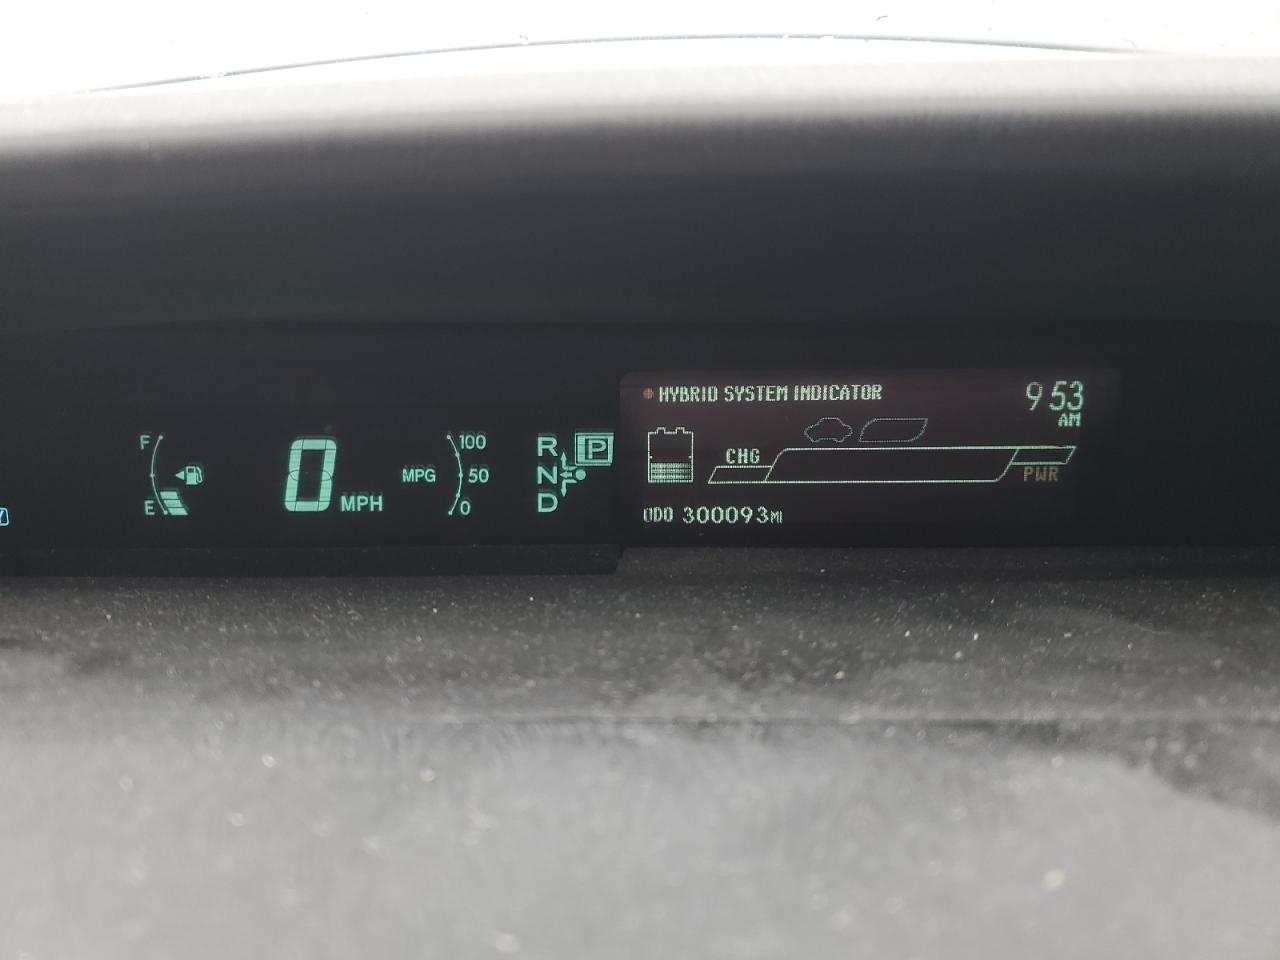 F
E
0 MPH
MPG
100
50
0
R
P
N
D
HYBRID SYSTEM INDICATOR
9 53
AM
CHG
PWR
ODO 300093MI